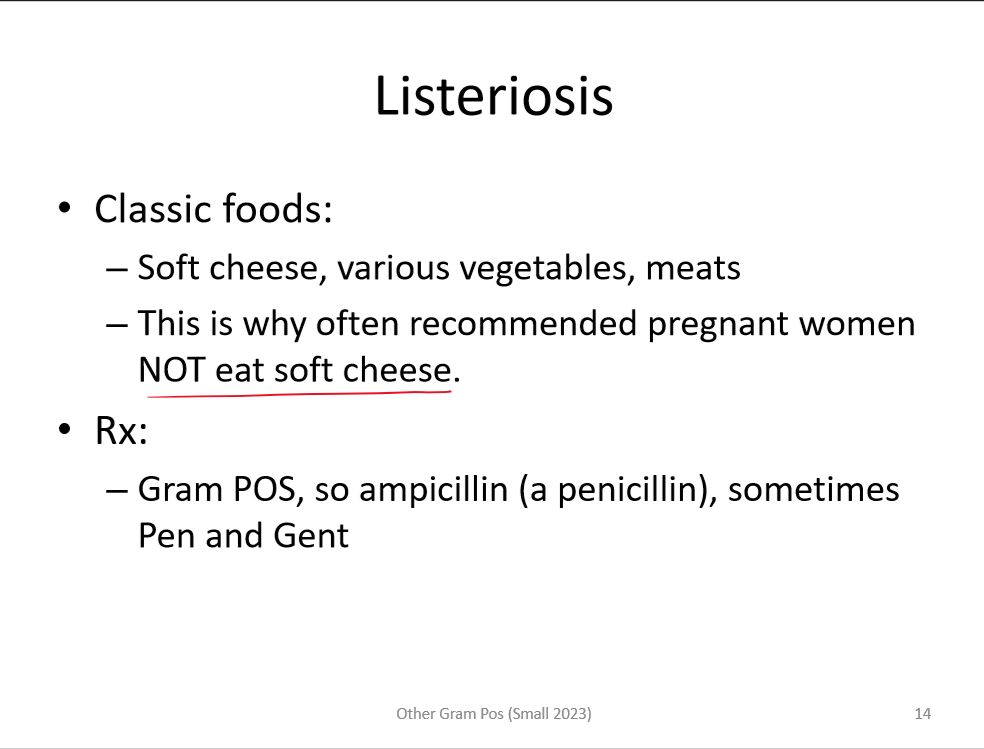 Listeriosis
• Classic foods:
– Soft cheese, various vegetables, meats
– This is why often recommended pregnant women
NOT eat soft cheese.
• Rx:
– Gram POS, so ampicillin (a penicillin), sometimes
Pen and Gent
Other Gram Pos (Small 2023)
14